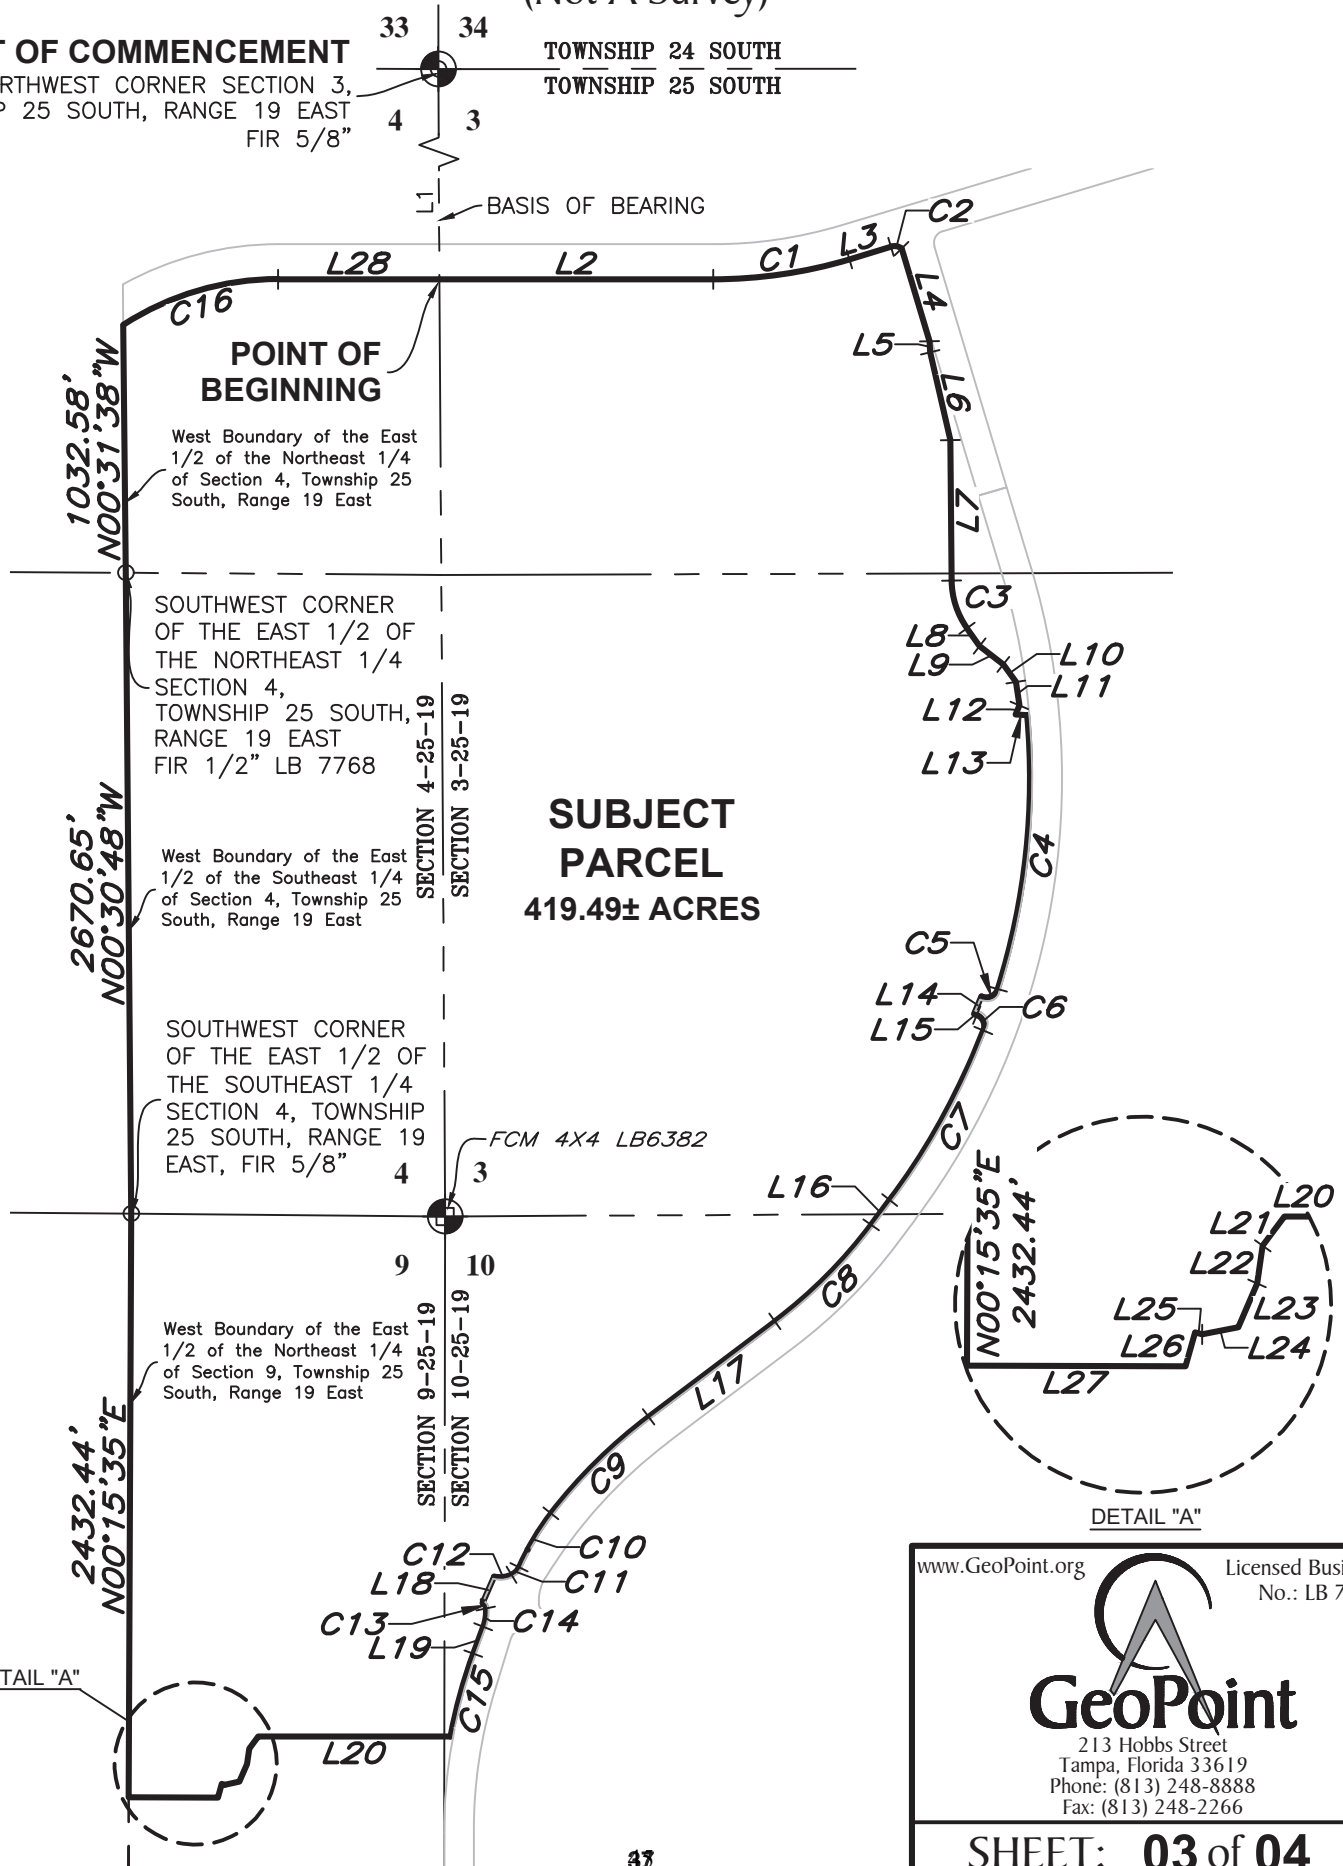 (Not A Survey)
33 34
T OF COMMENCEMENT
RTHWEST CORNER SECTION 3,
P 25 SOUTH, RANGE 19 EAST
FIR 5/8"
TOWNSHIP 24 SOUTH
TOWNSHIP 25 SOUTH
4 3
L1
BASIS OF BEARING
C2
L3
C1
L28
L2
C16
L4
L5
L6
L7
POINT OF
BEGINNING
West Boundary of the East
1/2 of the Northeast 1/4
of Section 4, Township 25
South, Range 19 East
1032.58'
N00°31'38"W
C3
L8
L9
L10
L11
L12
L13
SOUTHWEST CORNER
OF THE EAST 1/2 OF
THE NORTHEAST 1/4
SECTION 4,
TOWNSHIP 25 SOUTH,
RANGE 19 EAST
FIR 1/2" LB 7768
SECTION 4-25-19
SECTION 3-25-19
SUBJECT
PARCEL
419.49± ACRES
2670.65'
N00°30'48"W
West Boundary of the East
1/2 of the Southeast 1/4
of Section 4, Township 25
South, Range 19 East
C4
C5
L14
L15
C6
C7
SOUTHWEST CORNER
OF THE EAST 1/2 OF
THE SOUTHEAST 1/4
SECTION 4, TOWNSHIP
25 SOUTH, RANGE 19
EAST, FIR 5/8"
FCM 4X4 LB6382
4 3
9 10
L16
C8
L17
C9
SECTION 9-25-19
SECTION 10-25-19
West Boundary of the East
1/2 of the Northeast 1/4
of Section 9, Township 25
South, Range 19 East
2432.44'
N00°15'35"E
C10
C11
C12
L18
C13
C14
L19
C15
L20
TAIL "A"
N00°15'35"E
2432.44'
L20
L21
L22
L23
L24
L25
L26
L27
DETAIL "A"
www.GeoPoint.org
Licensed Busi
No.: LB 7
GeoPoint
213 Hobbs Street
Tampa, Florida 33619
Phone: (813) 248-8888
Fax: (813) 248-2266
SHEET: 03 of 04